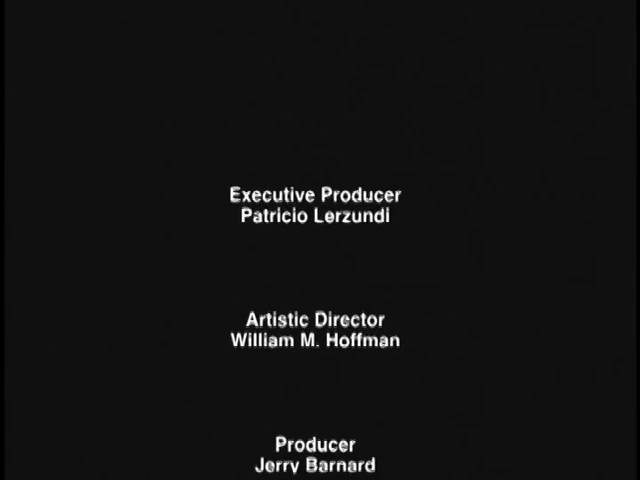 Executive Producer
Patricio Lerzundi
Artistic Director
William M. Hoffman
Producer
Jerry Barnard